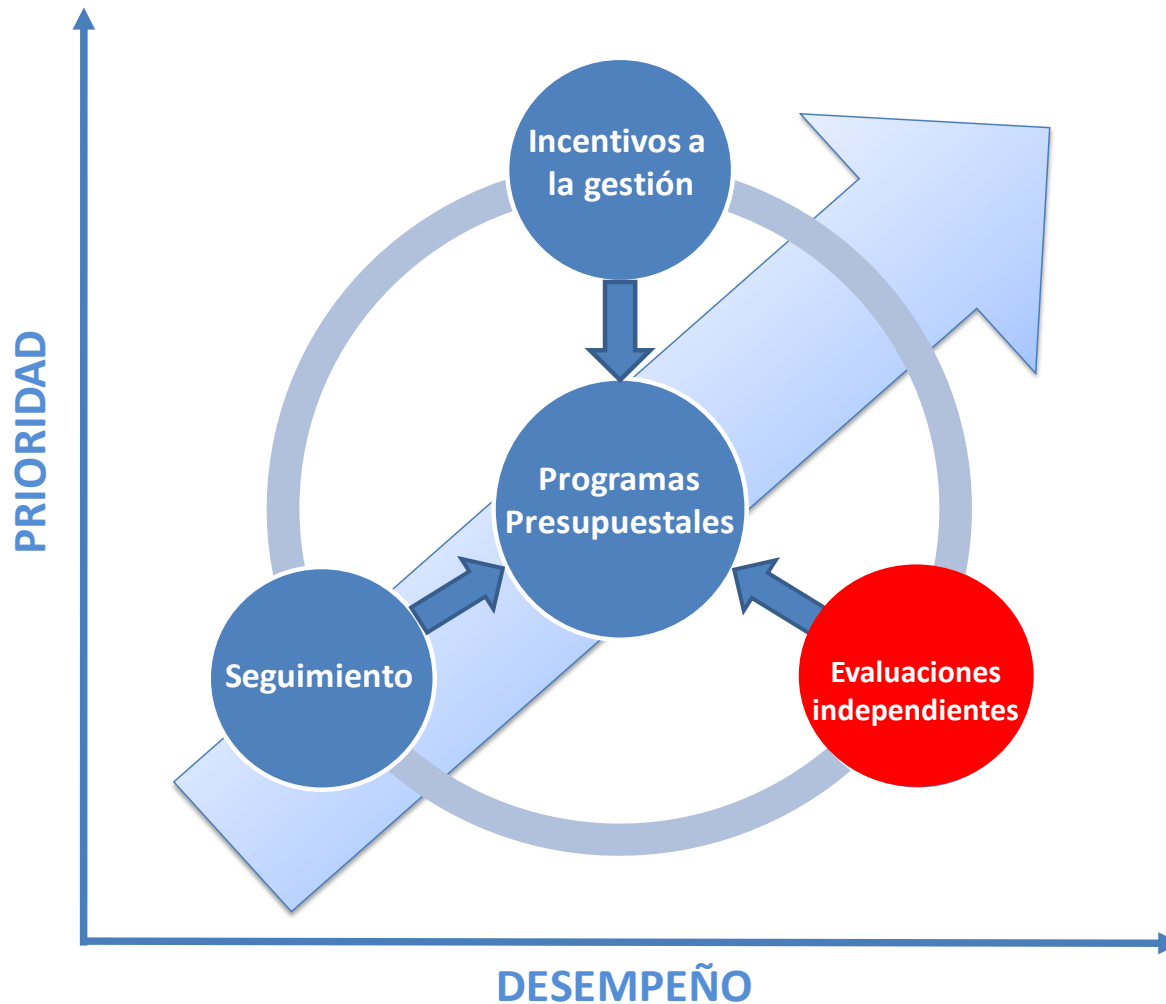 Incentivos a
la gestión
PRIORIDAD
Programas
Presupuestales
Seguimiento
Evaluaciones
independientes
DESEMPEÑO